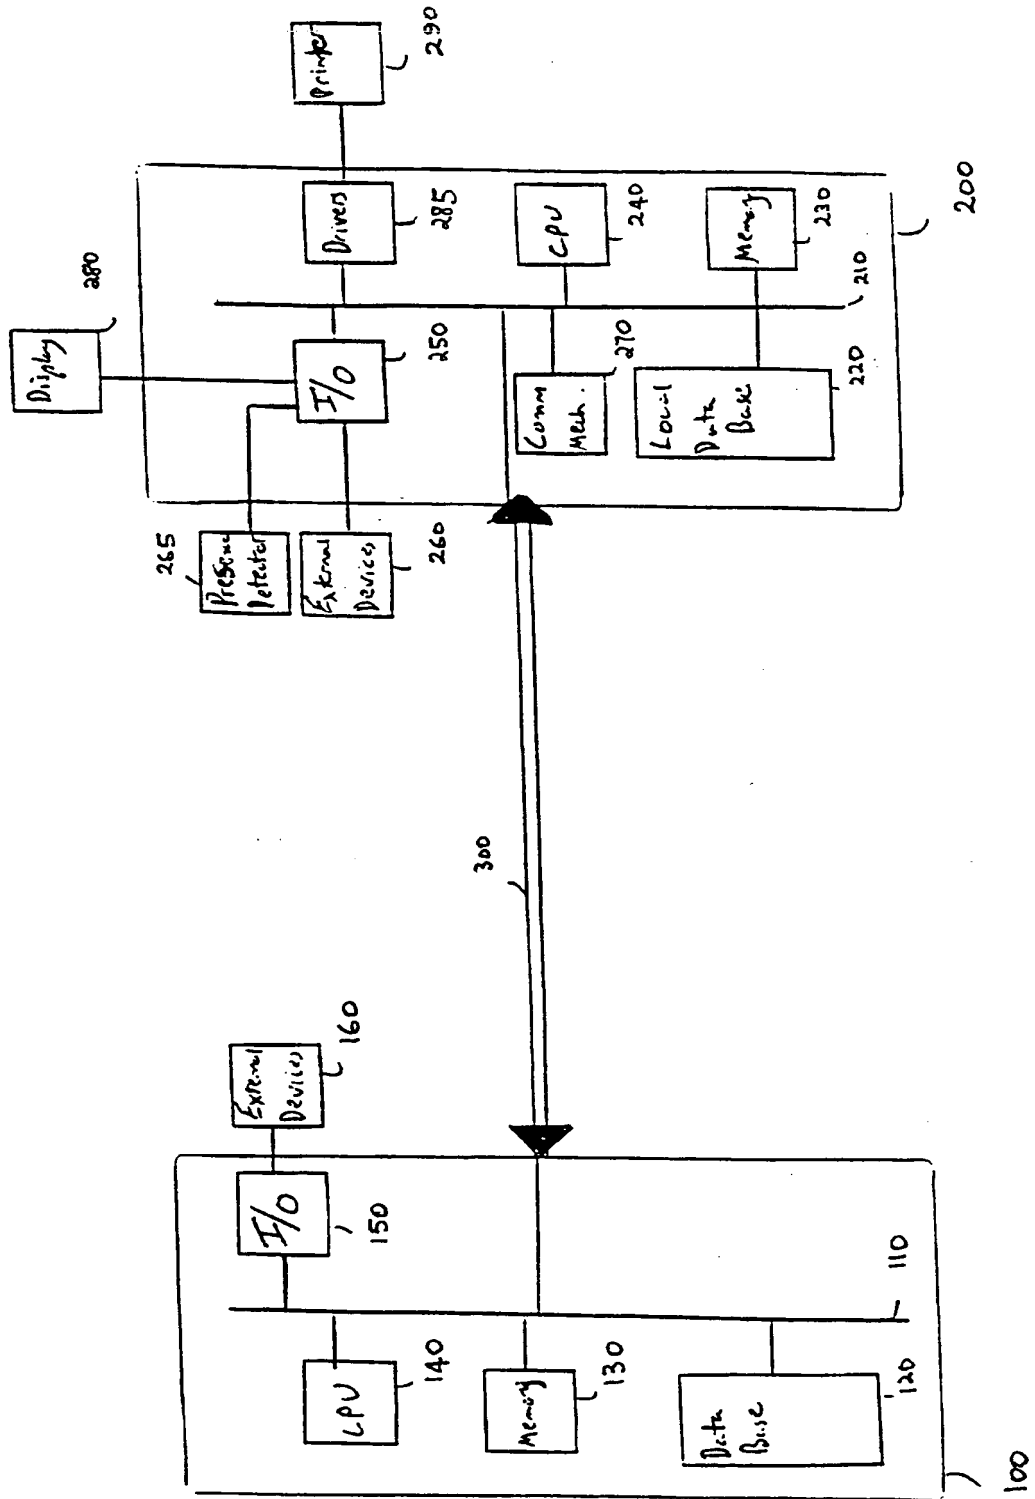 100
CPU
140
Memory
130
Data
Base
120
110
I/O
150
External
Devices
160
300
Presence
Detector
265
External
Devices
260
Display
280
I/O
250
Comm
Mech.
270
Local
Data
Base
220
210
Drivers
285
CPU
240
Memory
230
200
Printer
290